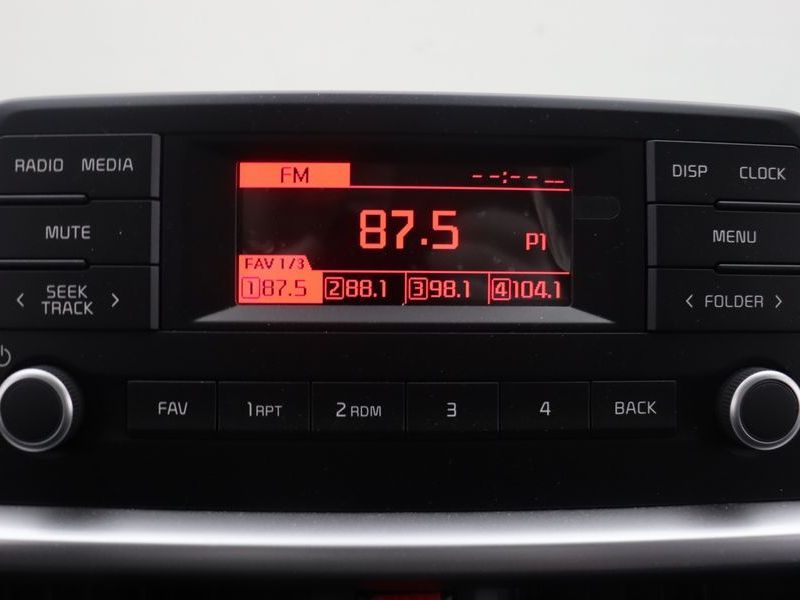 RADIO MEDIA
MUTE
< SEEK TRACK >
FM --:-- --
87.5 P1
FAV 1/3
1 87.5 2 88.1 3 98.1 4 104.1
DISP CLOCK
MENU
< FOLDER >
FAV 1 RPT 2 RDM 3 4 BACK